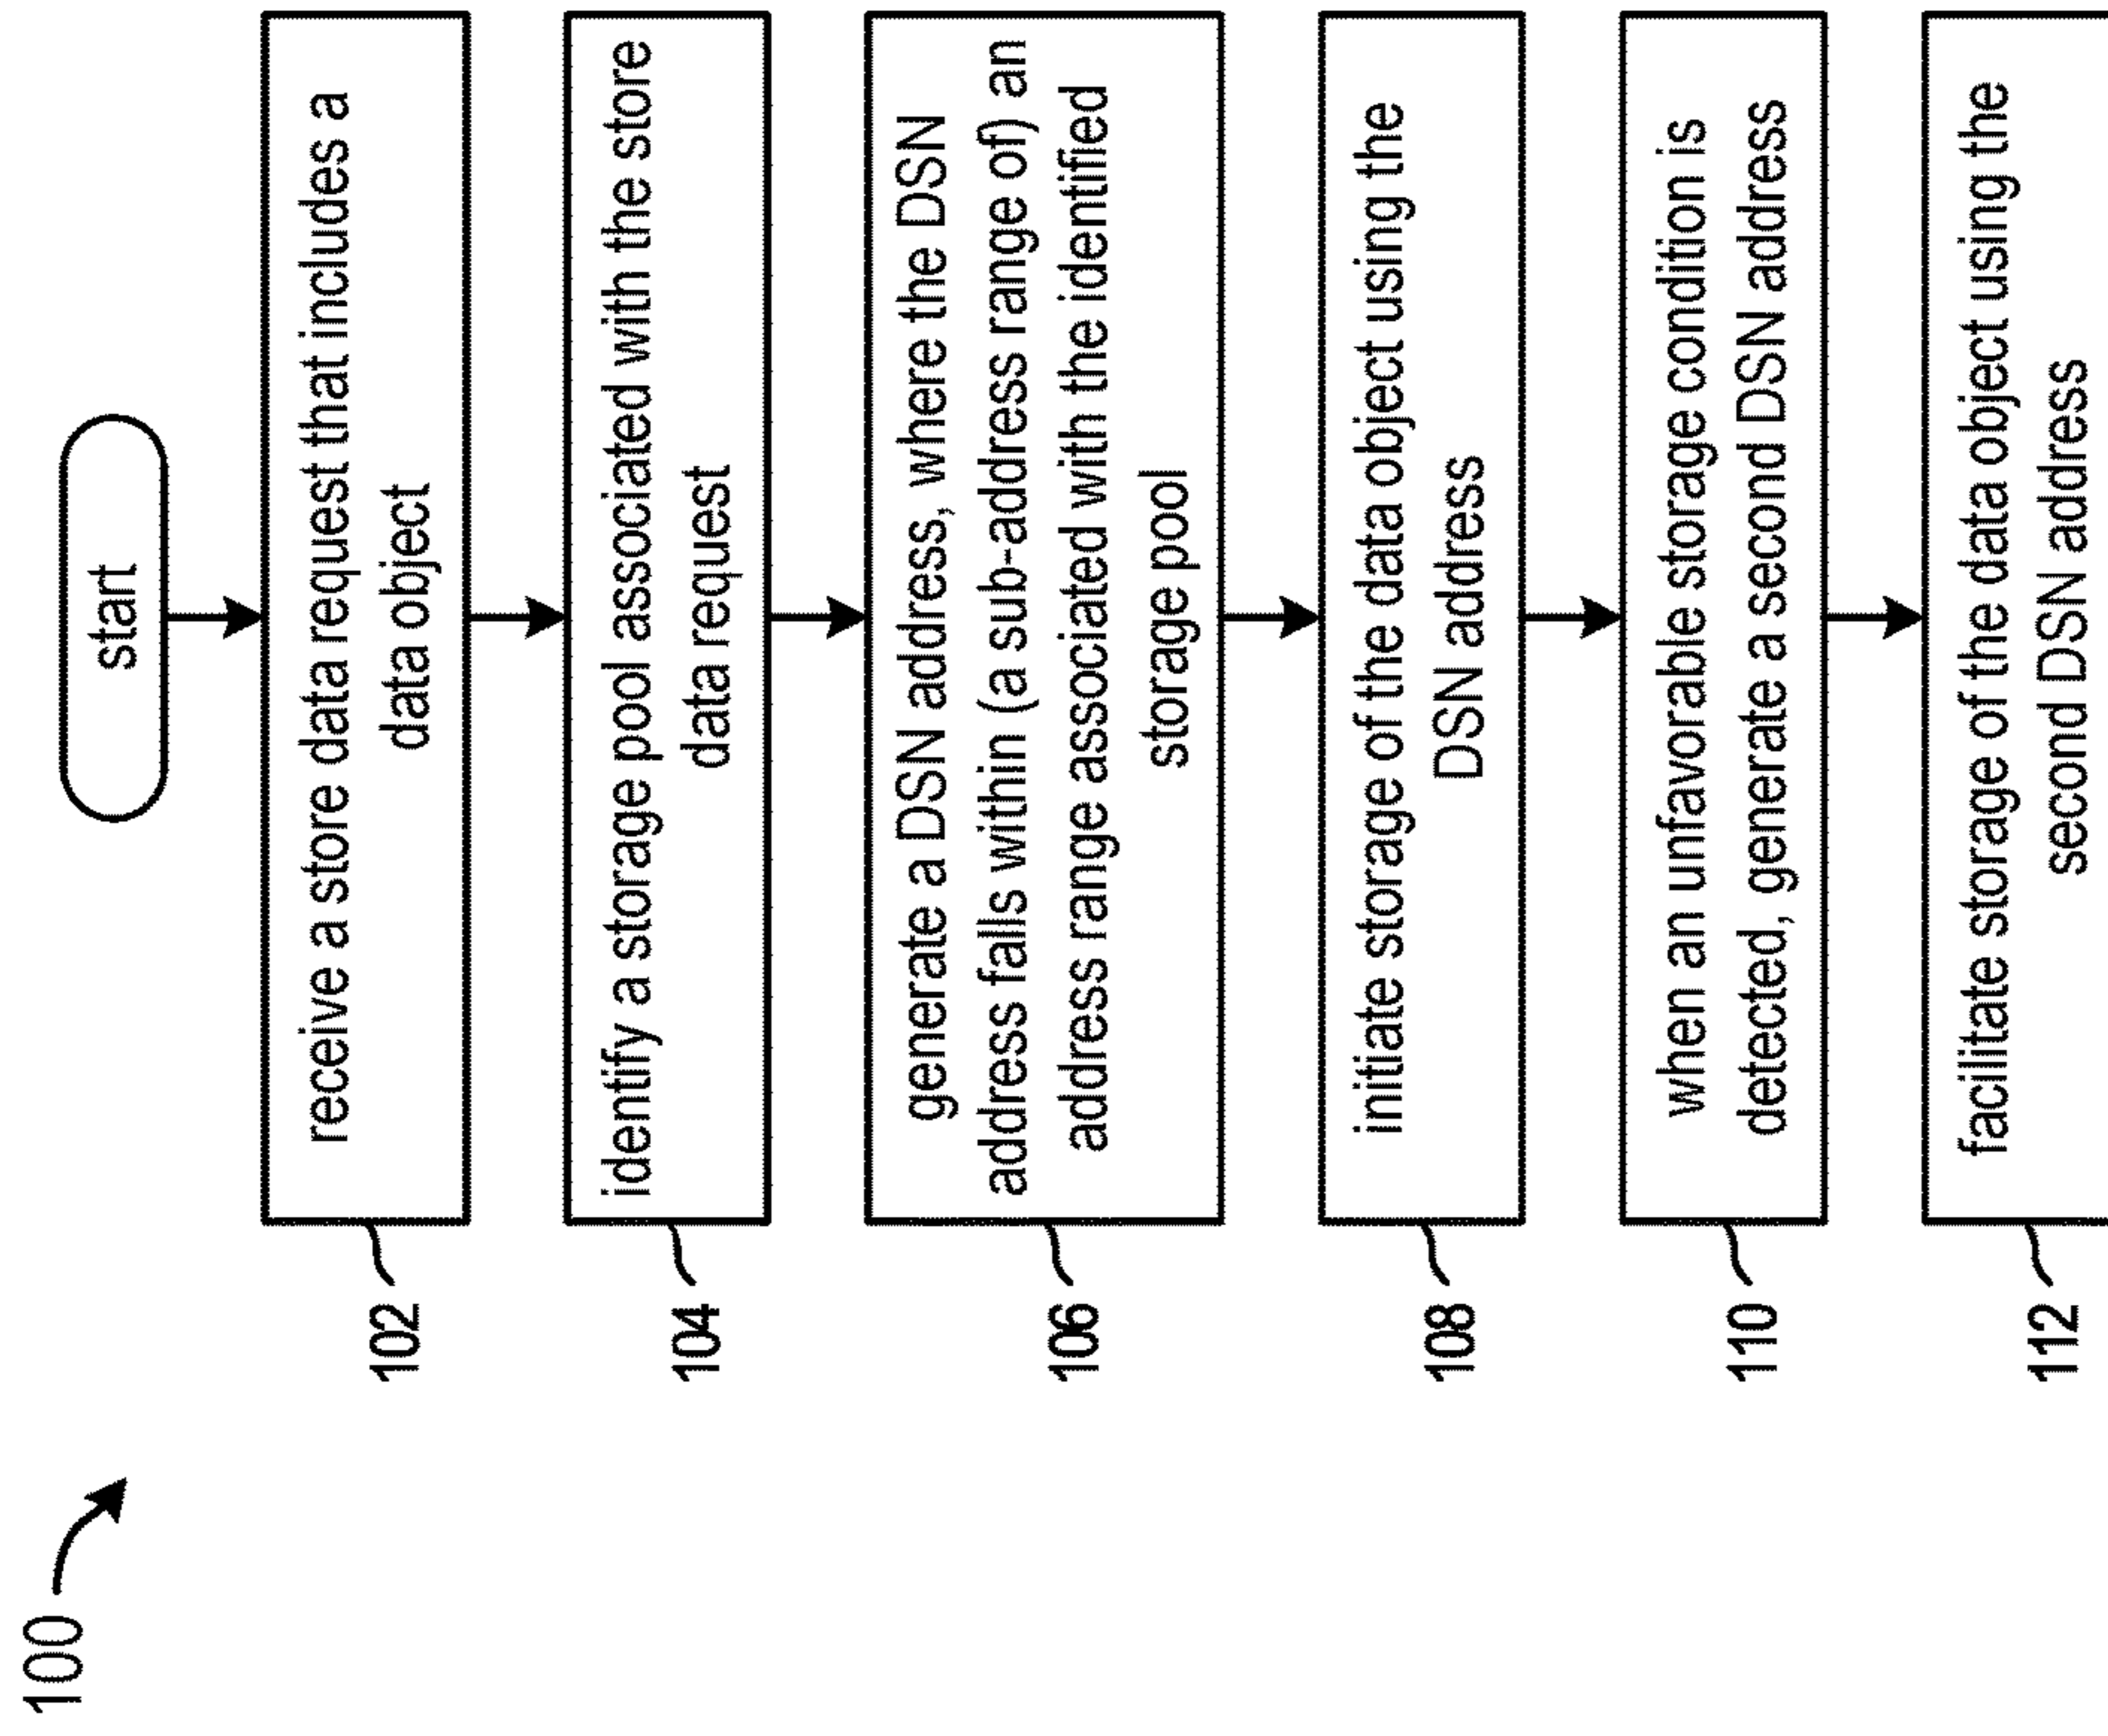 100
start
102
receive a store data request that includes a
data object
104
identify a storage pool associated with the store
data request
106
generate a DSN address, where the DSN
address falls within (a sub-address range of) an
address range associated with the identified
storage pool
108
initiate storage of the data object using the
DSN address
110
when an unfavorable storage condition is
detected, generate a second DSN address
112
facilitate storage of the data object using the
second DSN address